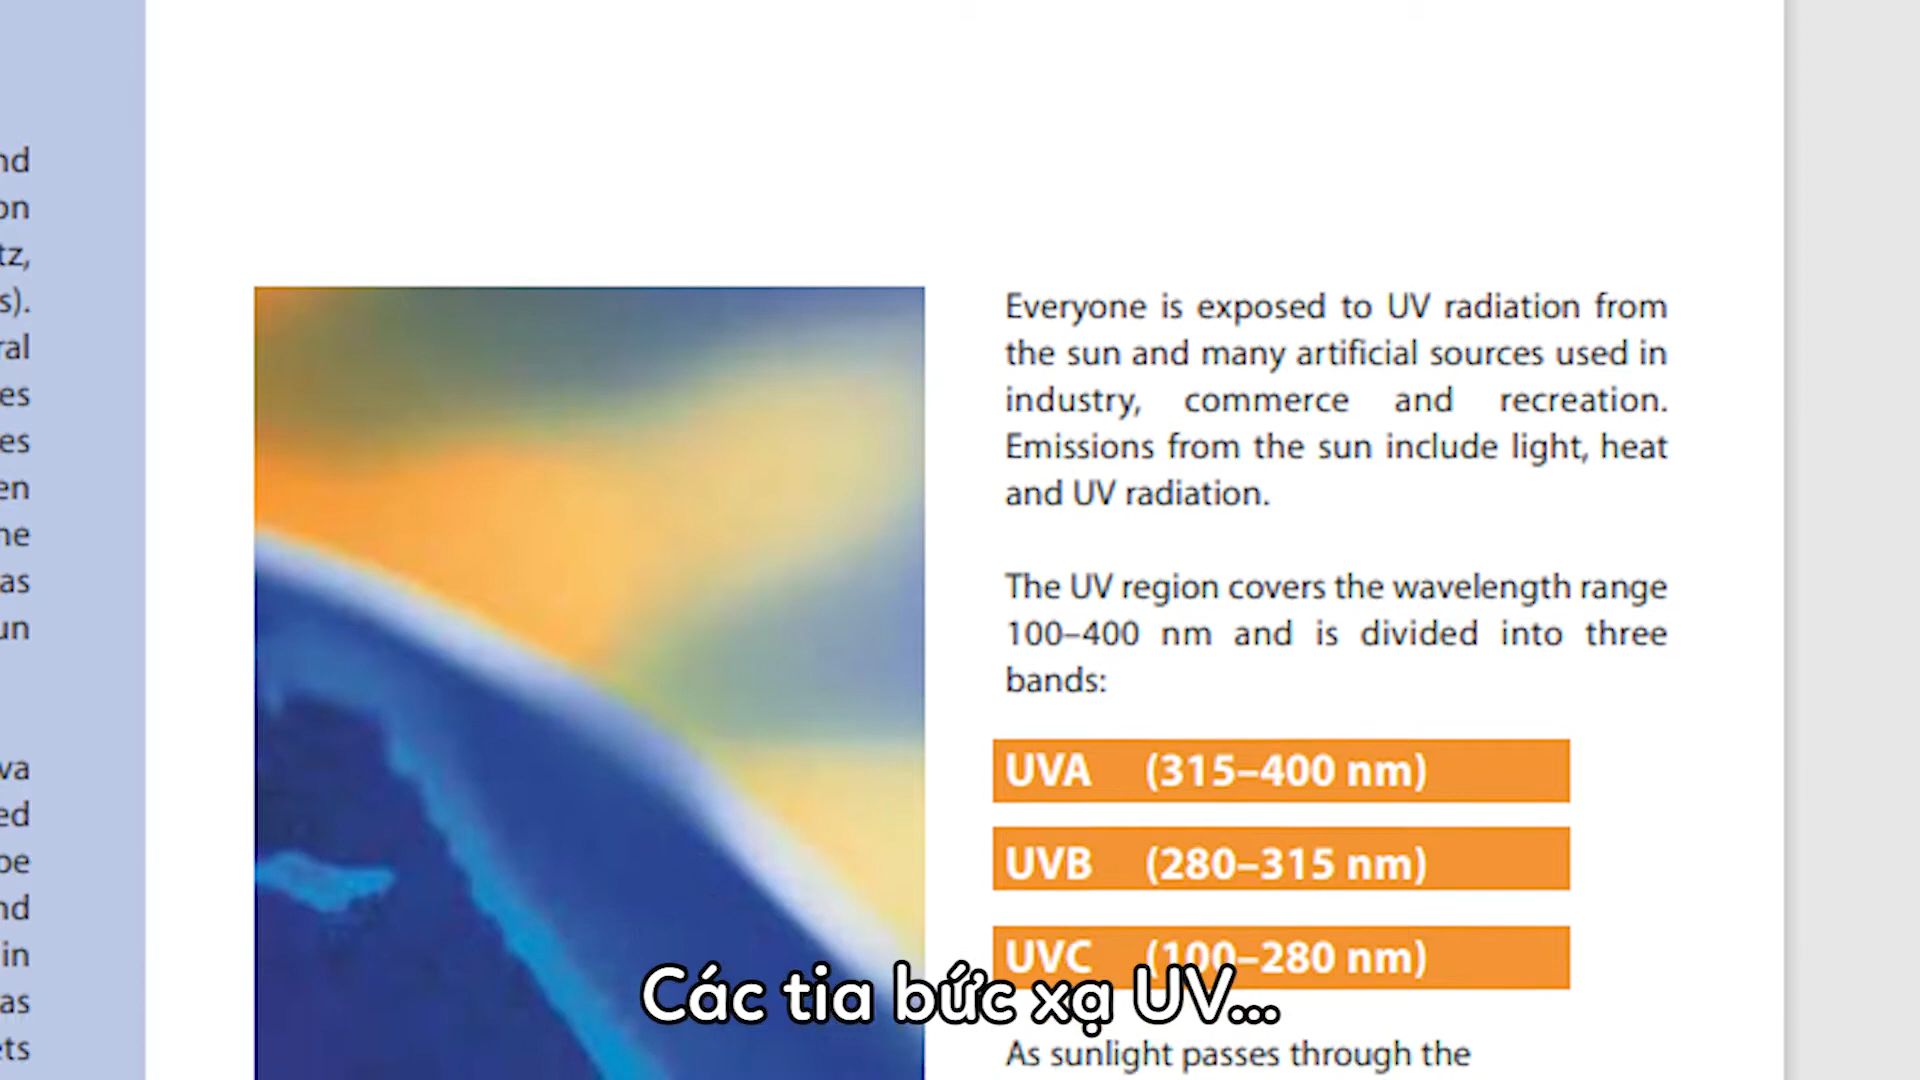 Everyone is exposed to UV radiation from
the sun and many artificial sources used in
industry, commerce and recreation.
Emissions from the sun include light, heat
and UV radiation.
The UV region covers the wavelength range
100–400 nm and is divided into three
bands:
UVA (315–400 nm)
UVB (280–315 nm)
UVC (100–280 nm)
Các tia bức xạ UV...
As sunlight passes through the